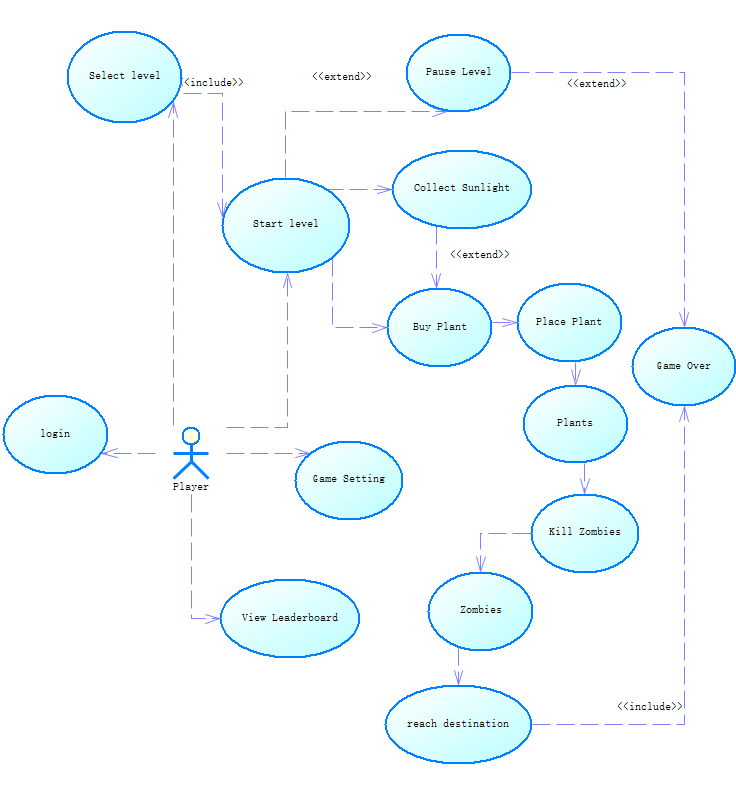 Select level
<<include>>
<<extend>>
Pause Level
<<extend>>
Collect Sunlight
Start level
<<extend>>
Buy Plant
Place Plant
Game Over
login
Plants
Player
Game Setting
Kill Zombies
View Leaderboard
Zombies
<<include>>
reach destination